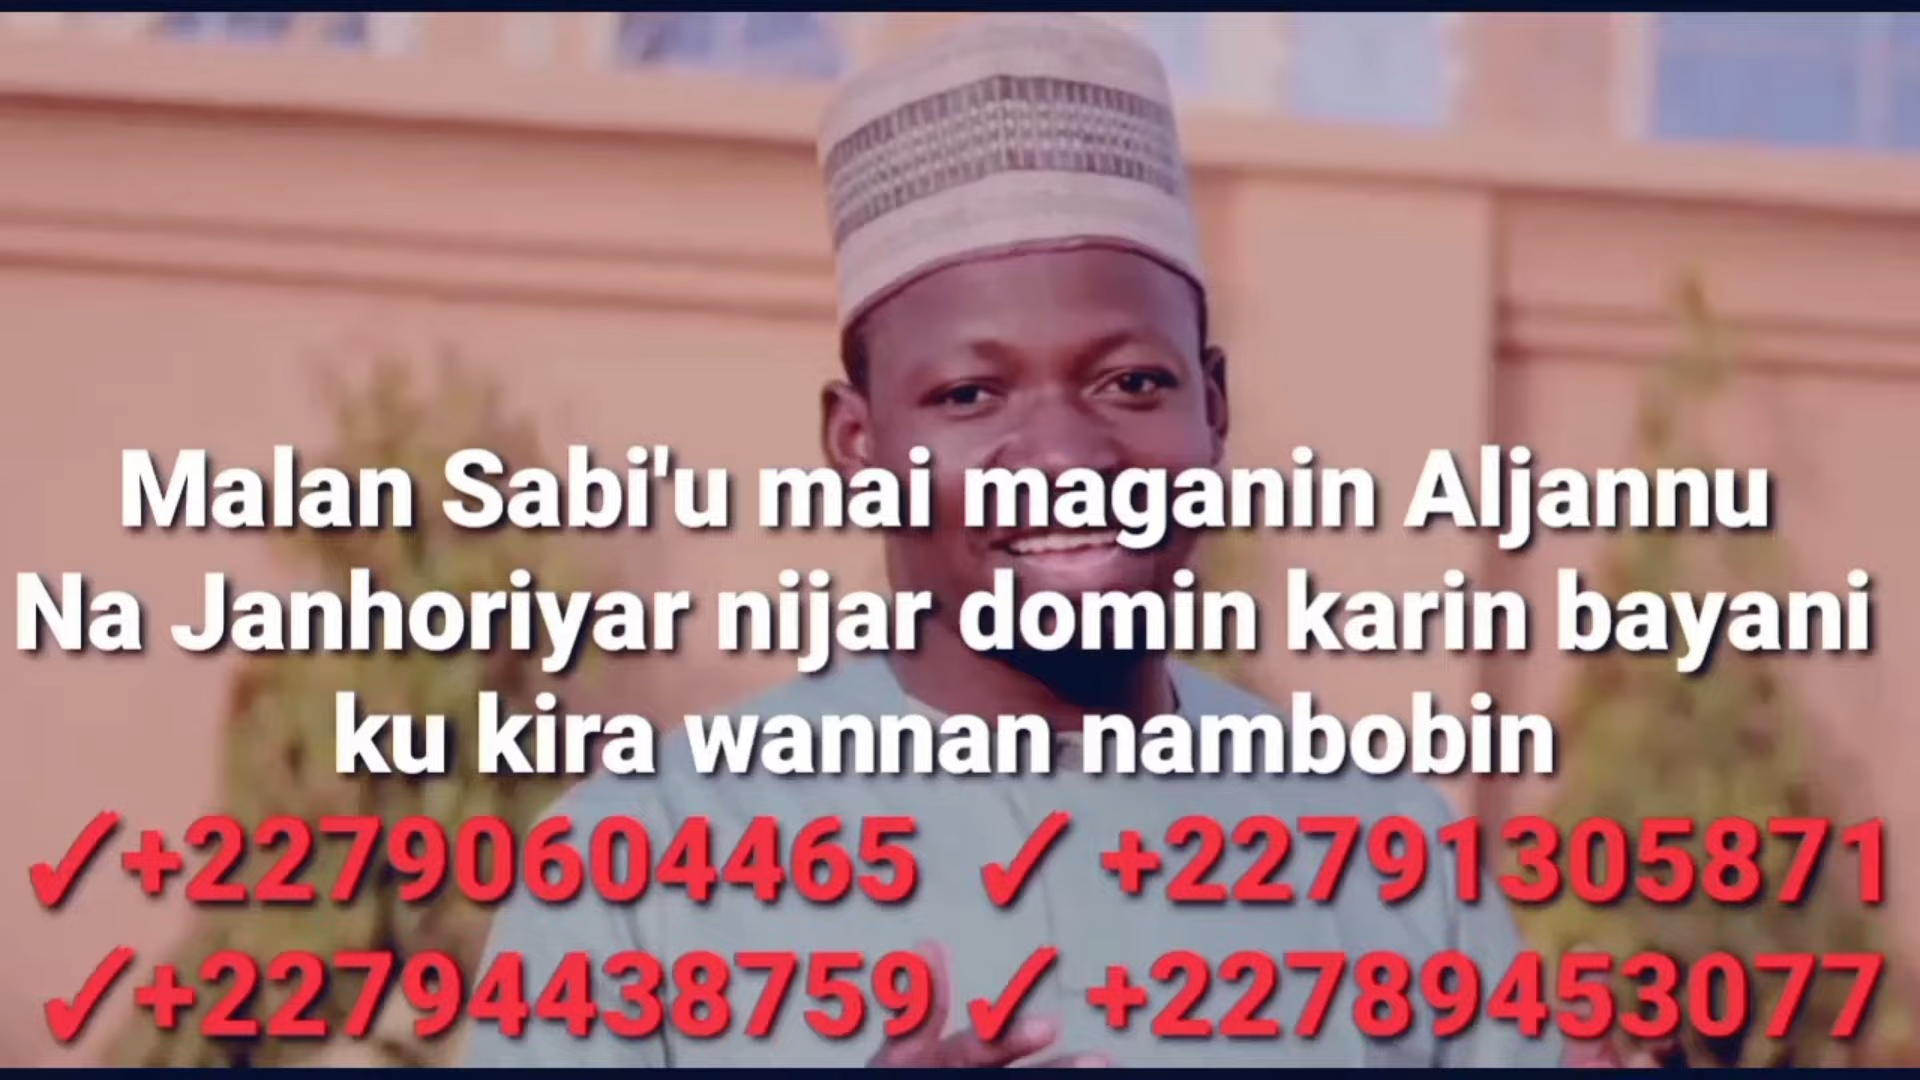 Malan Sabi'u mai maganin Aljannu
Na Janhoriyar nijar domin karin bayani
ku kira wannan nambobin
✓+22790604465 ✓ +22791305871
✓+22794438759 ✓ +22789453077